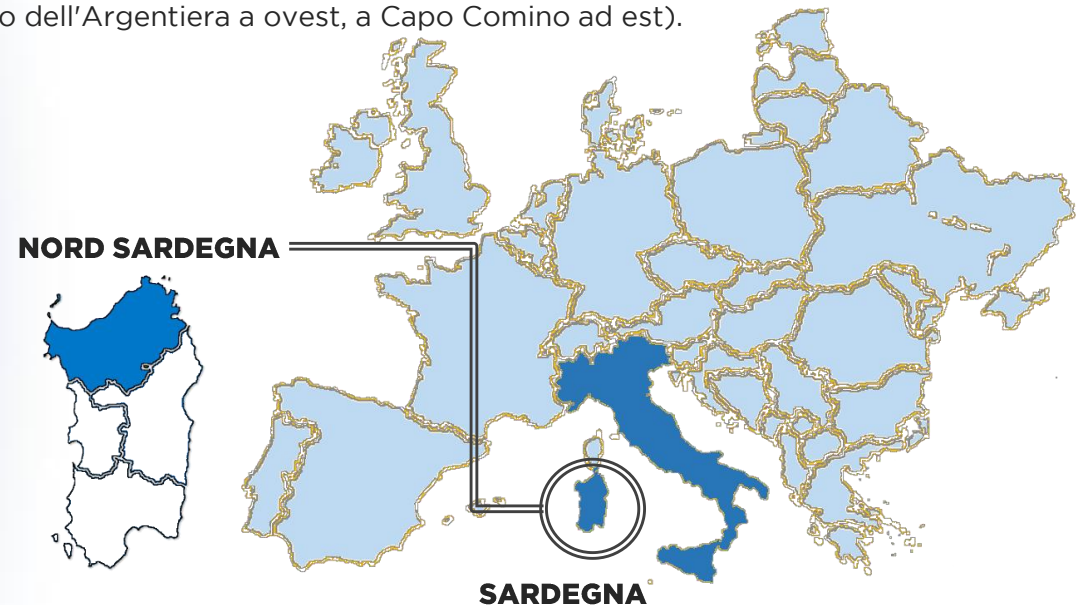 o dell'Argentiera a ovest, a Capo Comino ad est).
NORD SARDEGNA
SARDEGNA